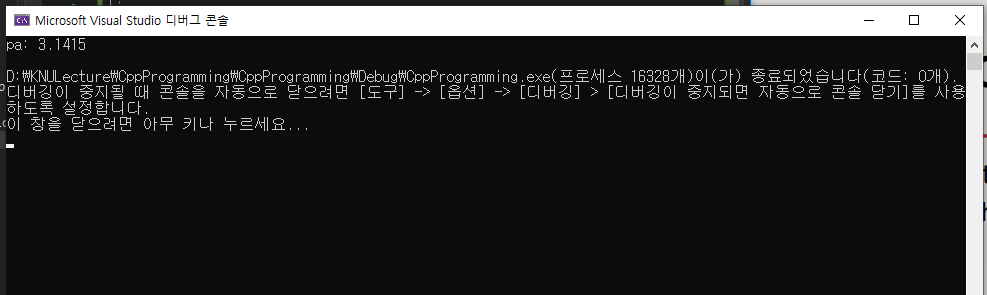 Microsoft Visual Studio 디버그 콘솔
pa: 3.1415
D:₩KNULecture₩CppProgramming₩CppProgramming₩Debug₩CppProgramming.exe(프로세스 16328개)이(가) 종료되었습니다(코드: 0개).
디버깅이 중지될 때 콘솔을 자동으로 닫으려면 [도구] -> [옵션] -> [디버깅] > [디버깅이 중지되면 자동으로 콘솔 닫기]를 사용
하도록 설정합니다.
이 창을 닫으려면 아무 키나 누르세요...